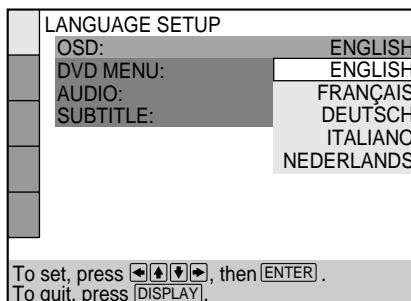 LANGUAGE SETUP
OSD: ENGLISH
DVD MENU: ENGLISH
AUDIO: FRANÇAIS
SUBTITLE: DEUTSCH
ITALIANO
NEDERLANDS
To set, press ←↑↓→, then ENTER .
To quit, press DISPLAY.